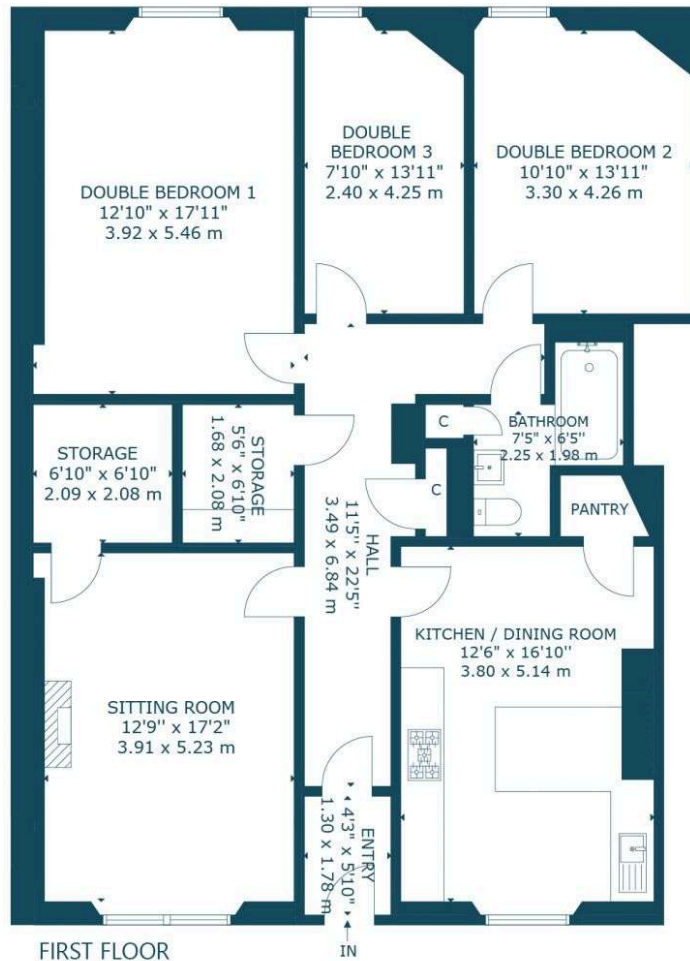 DOUBLE BEDROOM 1
12'10" x 17'11"
3.92 x 5.46 m
DOUBLE
BEDROOM 3
7'10" x 13'11"
2.40 x 4.25 m
DOUBLE BEDROOM 2
10'10" x 13'11"
3.30 x 4.26 m
STORAGE
6'10" x 6'10"
2.09 x 2.08 m
STORAGE
5'6" x 6'10"
1.68 x 2.08 m
C
BATHROOM
7'5" x 6'5"
2.25 x 1.98 m
C
PANTRY
HALL
11'5" x 22'5"
3.49 x 6.84 m
KITCHEN / DINING ROOM
12'6" x 16'10"
3.80 x 5.14 m
SITTING ROOM
12'9" x 17'2"
3.91 x 5.23 m
ENTRY
4'3" x 5'10"
1.30 x 1.78 m
FIRST FLOOR
IN